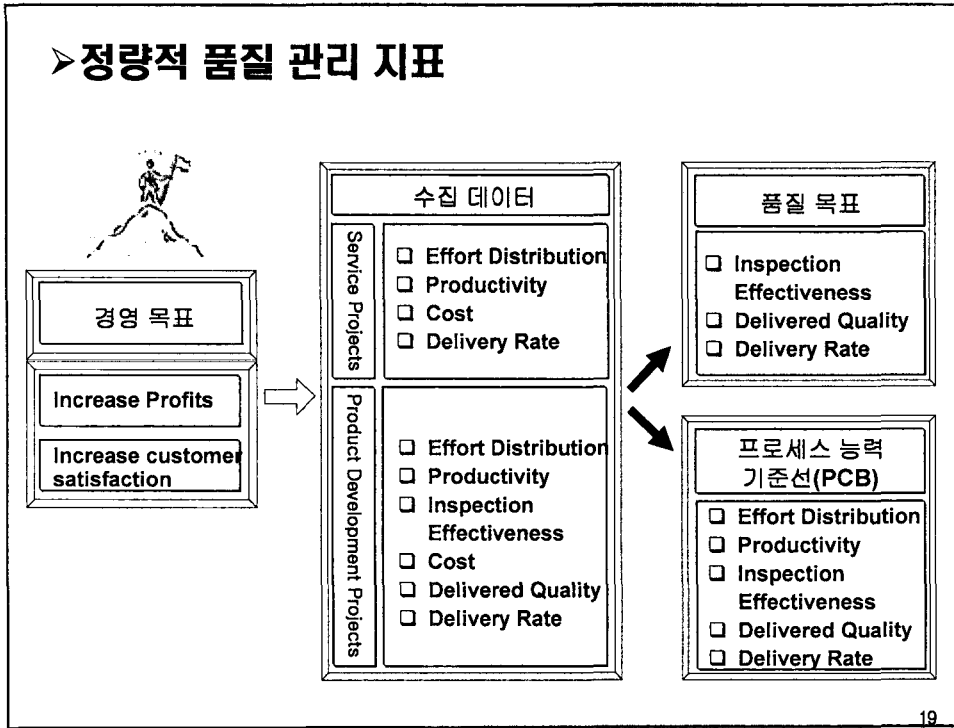 ➢정량적 품질 관리 지표
경영 목표
Increase Profits
Increase customer
satisfaction
수집 데이터
Service Projects
❑ Effort Distribution
❑ Productivity
❑ Cost
❑ Delivery Rate
Product Development Projects
❑ Effort Distribution
❑ Productivity
❑ Inspection
Effectiveness
❑ Cost
❑ Delivered Quality
❑ Delivery Rate
품질 목표
❑ Inspection
Effectiveness
❑ Delivered Quality
❑ Delivery Rate
프로세스 능력
기준선(PCB)
❑ Effort Distribution
❑ Productivity
❑ Inspection
Effectiveness
❑ Delivered Quality
❑ Delivery Rate
19